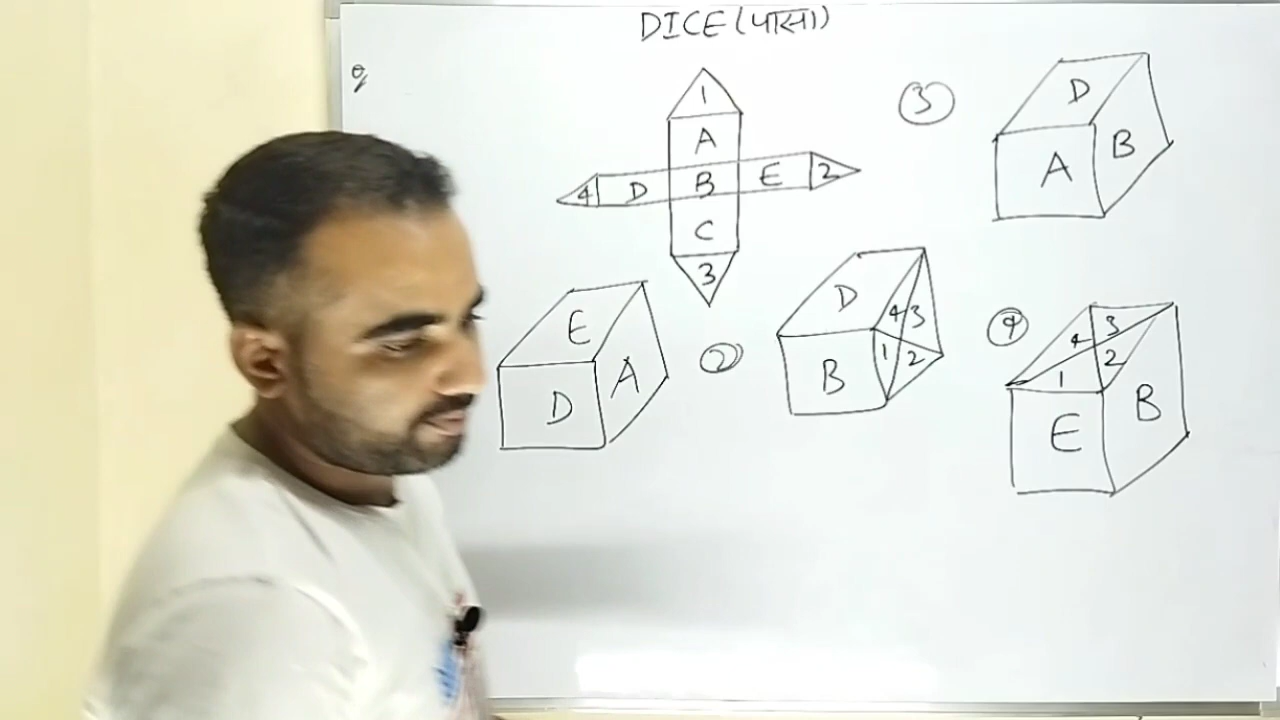 DICE (पासा)
Q
1
A
4 D B E 2
C
3
E
D A
②
D
4 3
1 2
B
③
D
A B
④
4 3
1 2
E B